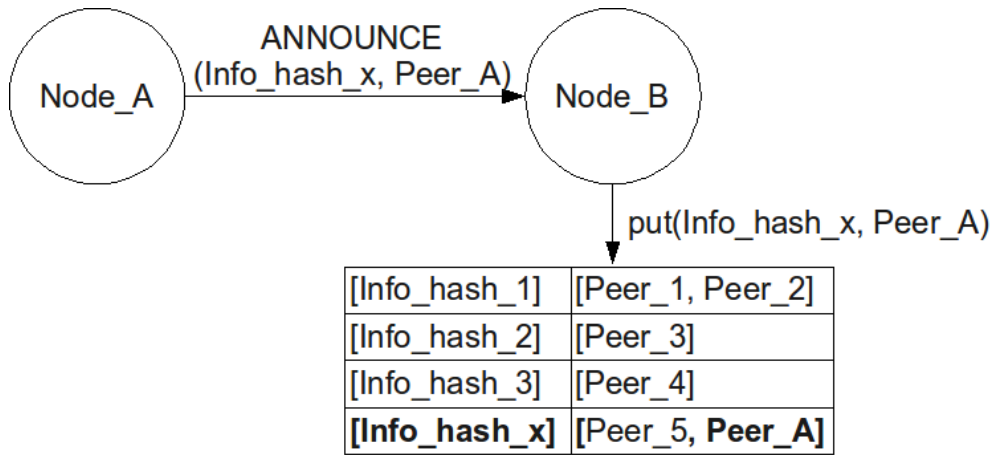 ANNOUNCE
(Info_hash_x, Peer_A)
Node_A
Node_B
put(Info_hash_x, Peer_A)
[Info_hash_1] [Peer_1, Peer_2]
[Info_hash_2] [Peer_3]
[Info_hash_3] [Peer_4]
[Info_hash_x] [Peer_5, Peer_A]